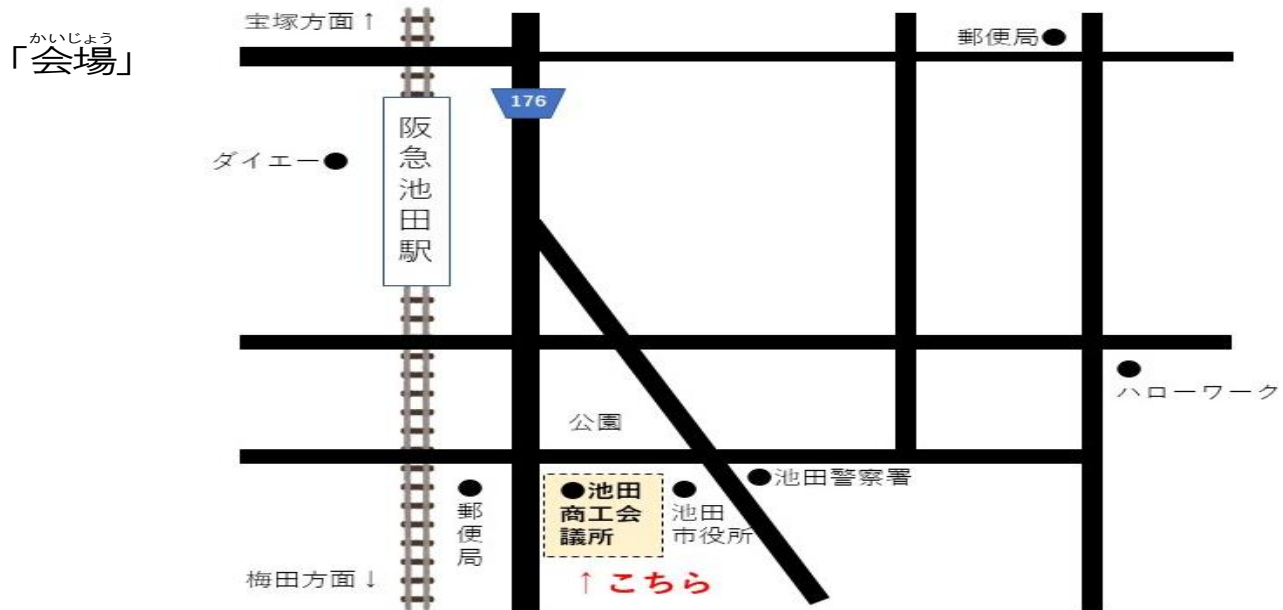 かいじょう
「会場」
宝塚方面↑
郵便局●
176
阪急池田駅
ダイエー●
ハローワーク
公園
●池田警察署
郵便局
●池田
商工会
議所
池田
市役所
梅田方面↓
↑こちら